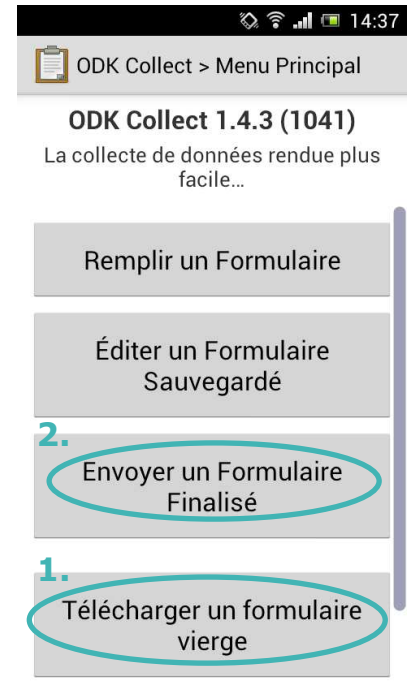 14:37
ODK Collect > Menu Principal
ODK Collect 1.4.3 (1041)
La collecte de données rendue plus
facile...
Remplir un Formulaire
Éditer un Formulaire
Sauvegardé
2.
Envoyer un Formulaire
Finalisé
1.
Télécharger un formulaire
vierge